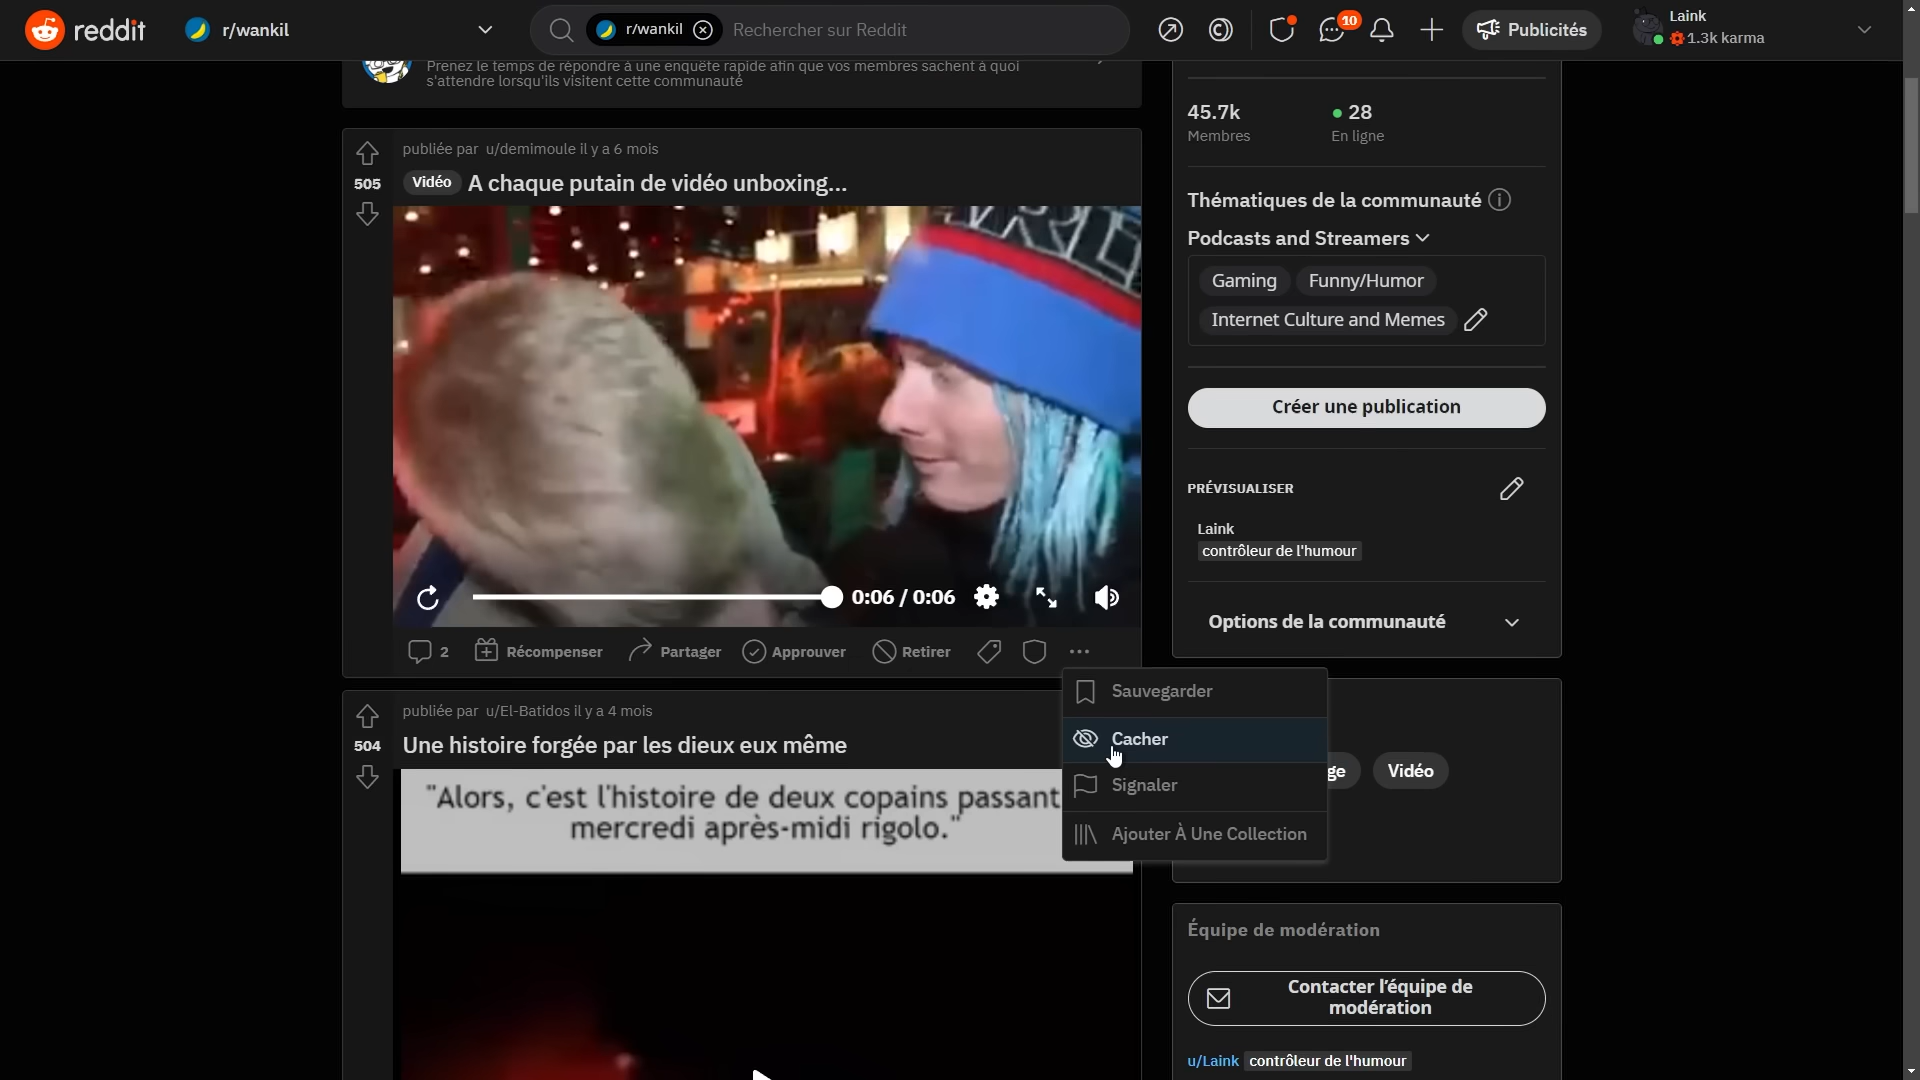 reddit
r/wankil
r/wankil
Rechercher sur Reddit
10
Publicités
Laink
1.3k karma
Prenez le temps de répondre à une enquête rapide afin que vos membres sachent à quoi
s'attendre lorsqu'ils visitent cette communauté
publiée par u/demimoule il y a 6 mois
505
Vidéo A chaque putain de vidéo unboxing...
0:06 / 0:06
2 Récompenser Partager Approuver Retirer
Sauvegarder
Cacher
Signaler
Ajouter À Une Collection
publiée par u/El-Batidos il y a 4 mois
504
Une histoire forgée par les dieux eux même
"Alors, c'est l'histoire de deux copains passant
mercredi après-midi rigolo."
45.7k
Membres
28
En ligne
Thématiques de la communauté
Podcasts and Streamers
Gaming
Funny/Humor
Internet Culture and Memes
Créer une publication
PRÉVISUALISER
Laink
contrôleur de l'humour
Options de la communauté
ge
Vidéo
Équipe de modération
Contacter l'équipe de
modération
u/Laink contrôleur de l'humour